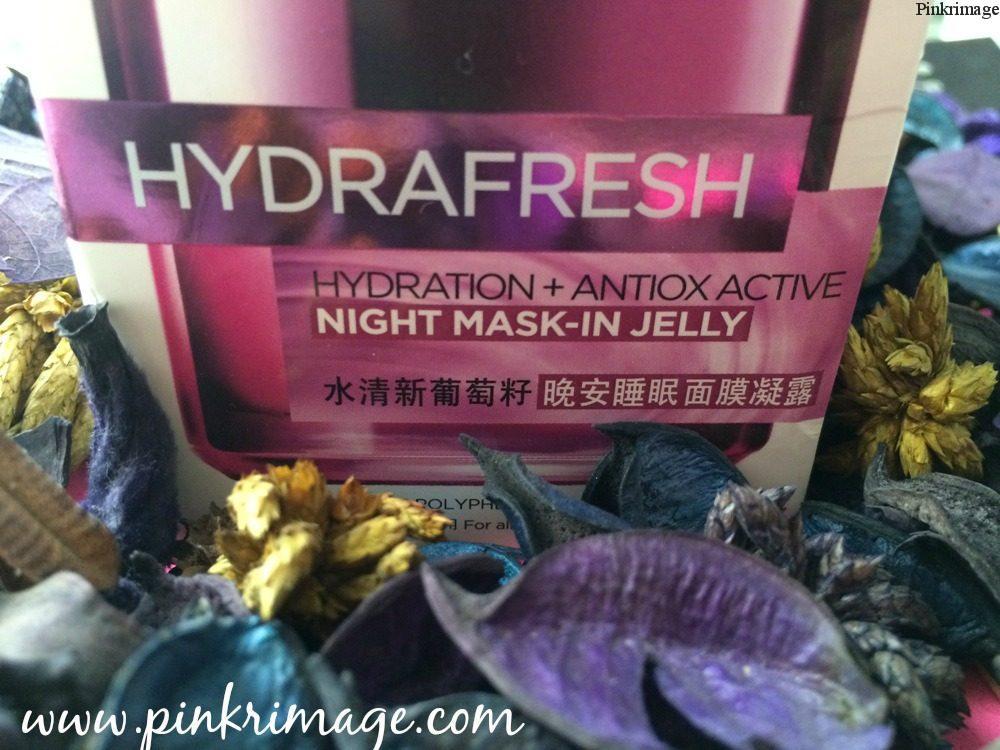 Pinkrimage
HYDRAFRESH
HYDRATION + ANTIOX ACTIVE
NIGHT MASK-IN JELLY
水清新葡萄籽 晚安睡眠面膜凝露
For
www.pinkrimage.com